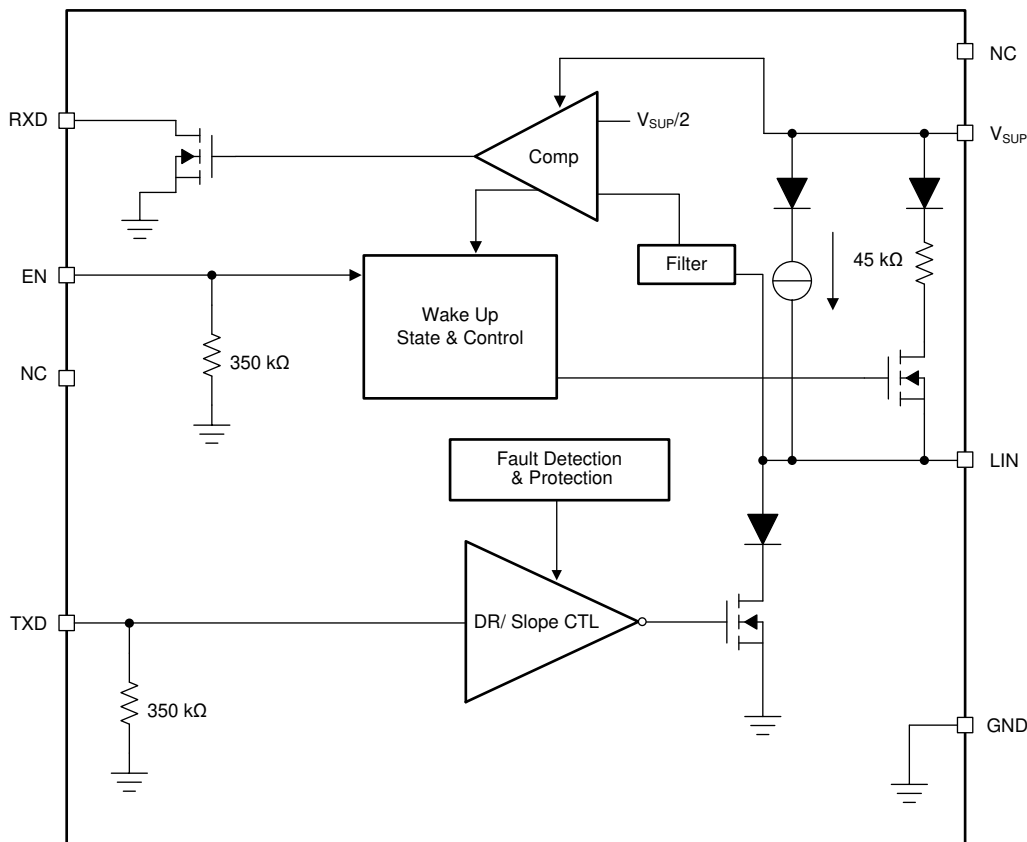 NC
RXD
V_SUP/2
V_SUP
Comp
Filter
45 kΩ
EN
Wake Up
State & Control
350 kΩ
NC
Fault Detection
& Protection
LIN
TXD
DR/ Slope CTL
350 kΩ
GND